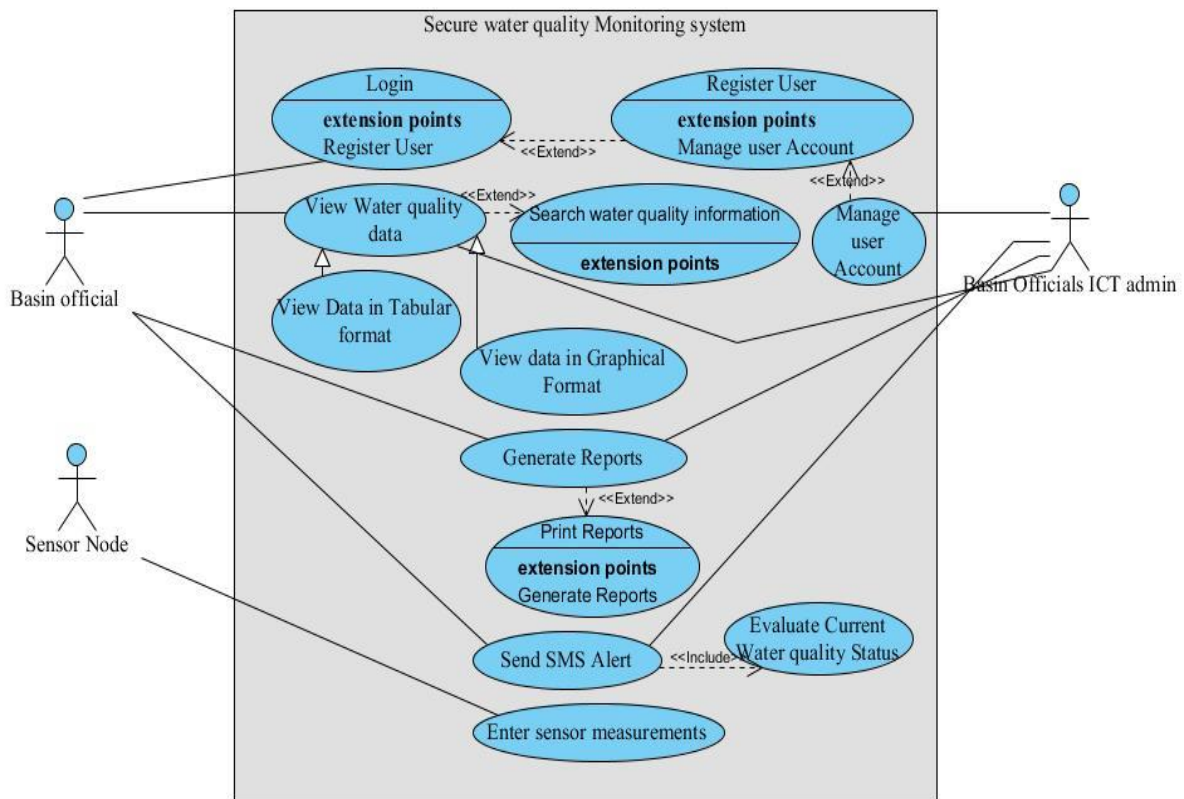 Secure water quality Monitoring system
Login
extension points
Register User
Register User
extension points
Manage user Account
<<Extend>>
<<Extend>>
<<Extend>>
View Water quality
data
Search water quality information
extension points
Manage
user
Account
Basin official
Basin Officials ICT admin
View Data in Tabular
format
View data in Graphical
Format
Generate Reports
<<Extend>>
Print Reports
extension points
Generate Reports
Sensor Node
Evaluate Current
Water quality Status
Send SMS Alert
<<Include>
Enter sensor measurements